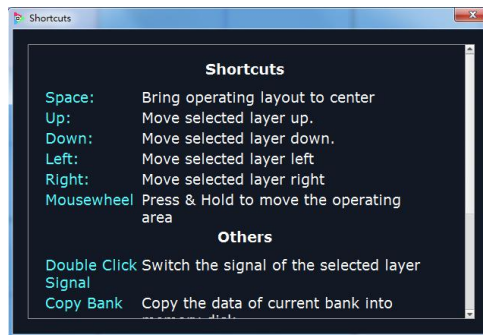 Shortcuts
Shortcuts
Space: Bring operating layout to center
Up: Move selected layer up.
Down: Move selected layer down.
Left: Move selected layer left
Right: Move selected layer right
Mousewheel Press & Hold to move the operating
area
Others
Double Click Switch the signal of the selected layer
Signal
Copy Bank Copy the data of current bank into
memory disk